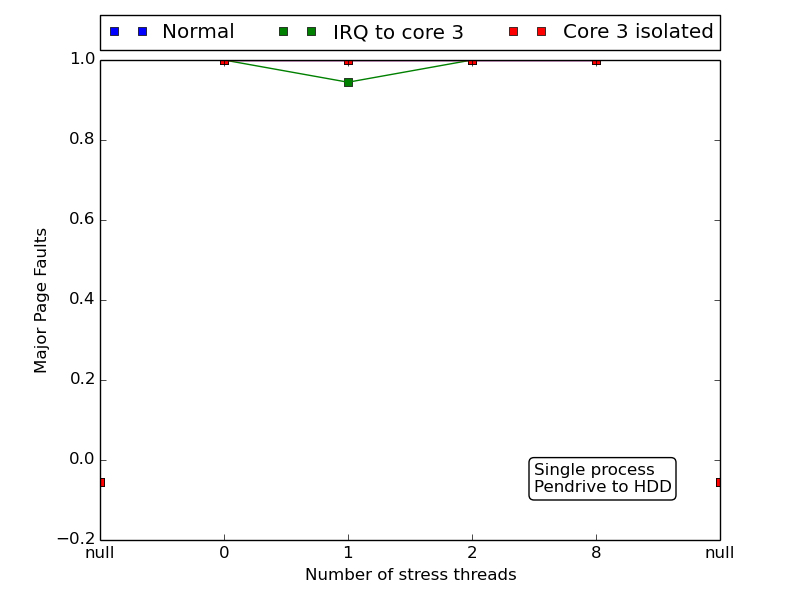 Normal IRQ to core 3 Core 3 isolated
1.0
0.8
0.6
0.4
0.2
0.0
−0.2
Major Page Faults
Single process
Pendrive to HDD
null 0 1 2 8 null
Number of stress threads